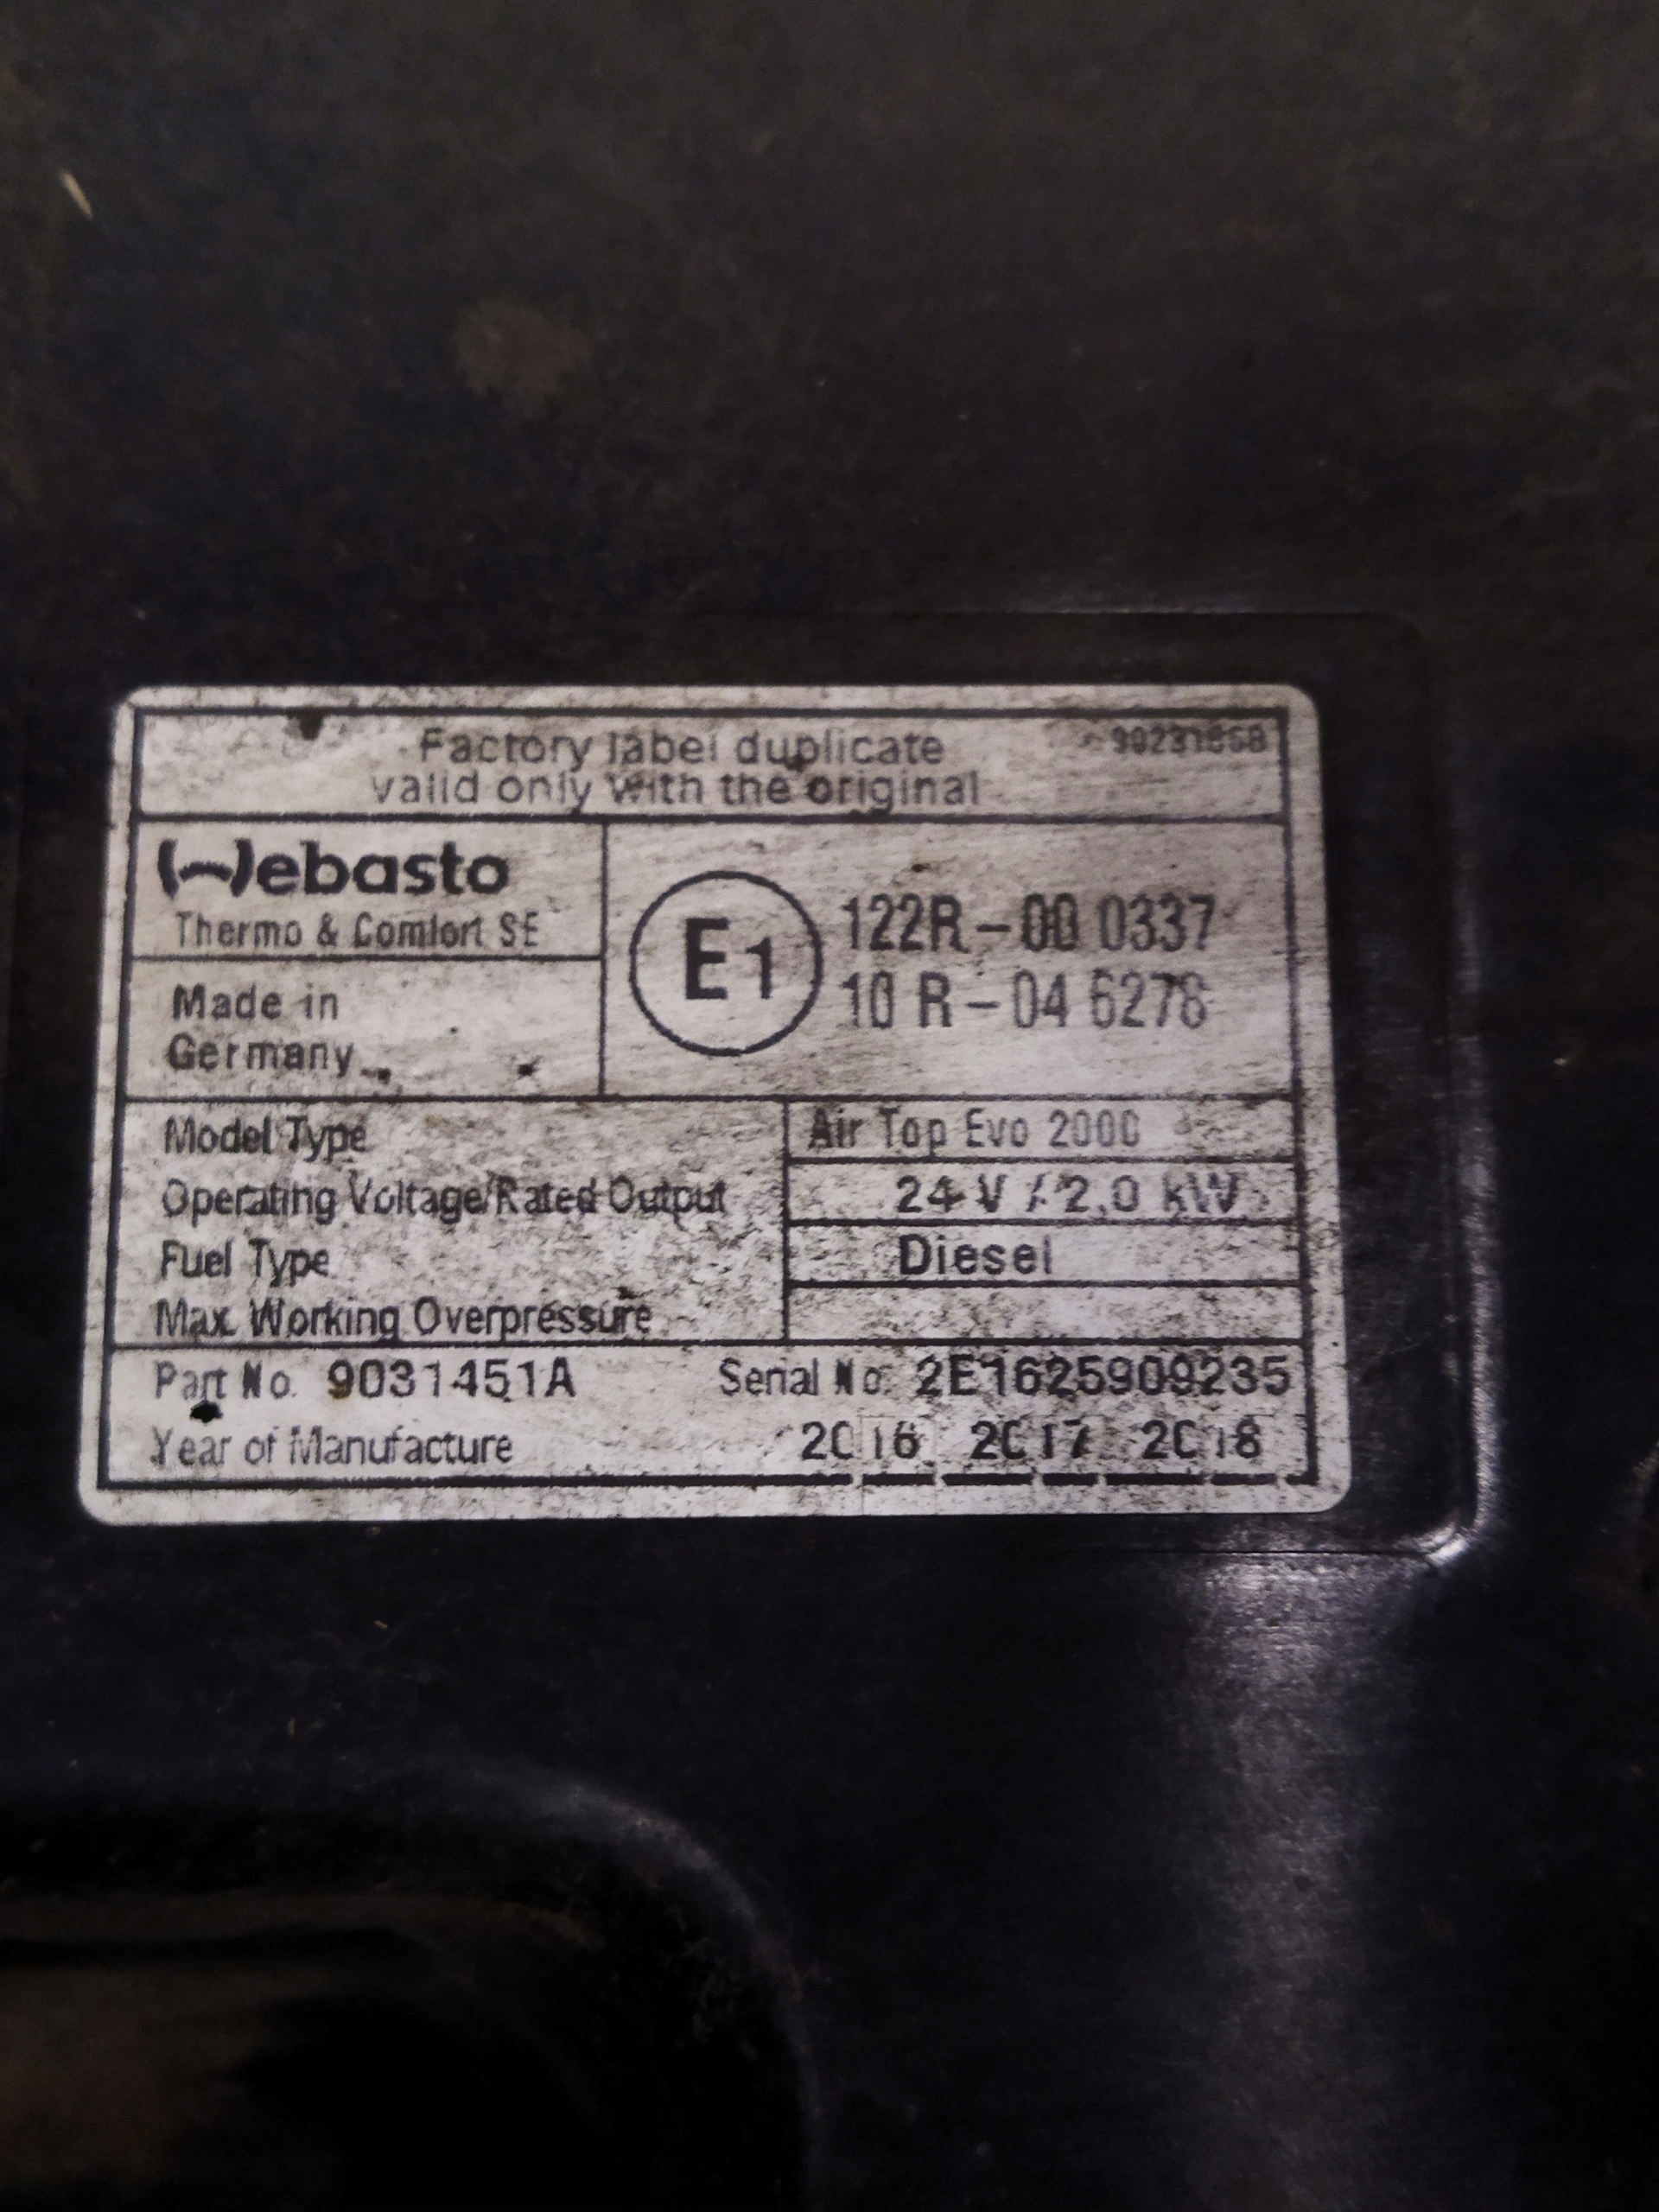 Factory label duplicate
valid only with the original
Webasto
Thermo & Comfort SE
Made in
Germany
E1
122R-00 0337
10 R-04 6278
Model Type Air Top Evo 2000
Operating Voltage/Rated Output 24 V / 2,0 kW
Fuel Type Diesel
Max. Working Overpressure
Part No. 9031451A Serial No. 2E1625909235
Year of Manufacture 2016 2017 2018